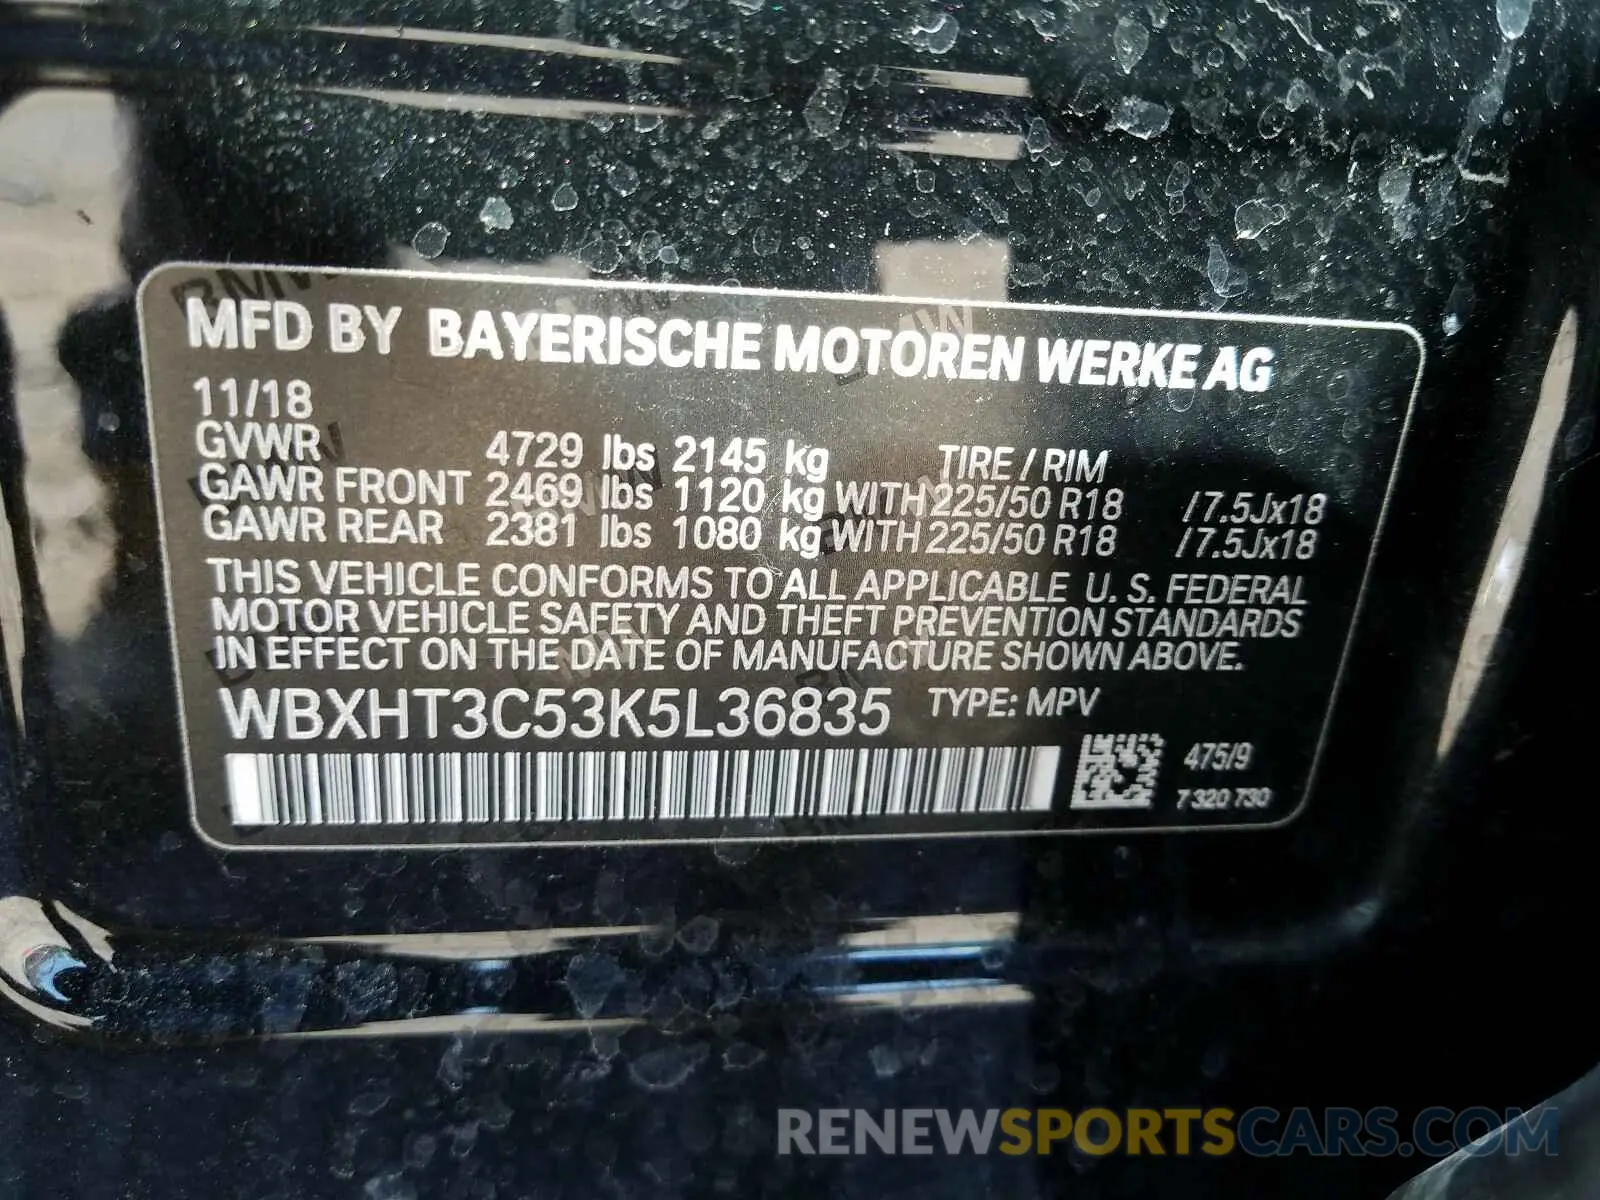 MFD BY BAYERISCHE MOTOREN WERKE AG
11/18
GVWR 4729 lbs 2145 kg TIRE / RIM
GAWR FRONT 2469 lbs 1120 kg WITH 225/50 R18 /7.5Jx18
GAWR REAR 2381 lbs 1080 kg WITH 225/50 R18 /7.5Jx18
THIS VEHICLE CONFORMS TO ALL APPLICABLE U. S. FEDERAL
MOTOR VEHICLE SAFETY AND THEFT PREVENTION STANDARDS
IN EFFECT ON THE DATE OF MANUFACTURE SHOWN ABOVE.
WBXHT3C53K5L36835 TYPE: MPV
475/9
7 320 730
RENEWSPORTSCARS.COM